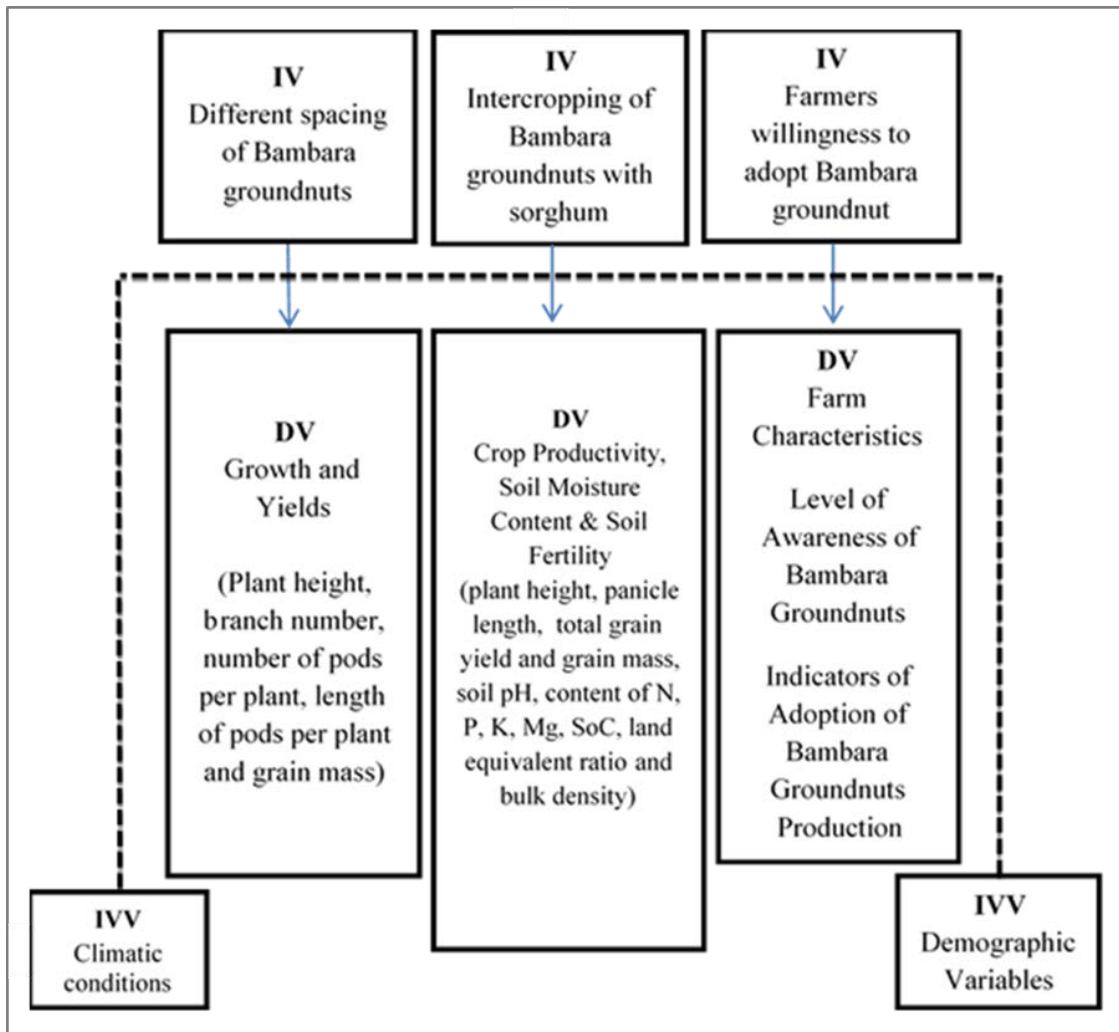 IV
Different spacing
of Bambara
groundnuts
IV
Intercropping of
Bambara
groundnuts with
sorghum
IV
Farmers
willingness to
adopt Bambara
groundnut
DV
Growth and
Yields
(Plant height,
branch number,
number of pods
per plant, length
of pods per plant
and grain mass)
DV
Crop Productivity,
Soil Moisture
Content & Soil
Fertility
(plant height, panicle
length, total grain
yield and grain mass,
soil pH, content of N,
P, K, Mg, SoC, land
equivalent ratio and
bulk density)
DV
Farm
Characteristics
Level of
Awareness of
Bambara
Groundnuts
Indicators of
Adoption of
Bambara
Groundnuts
Production
IVV
Climatic
conditions
IVV
Demographic
Variables